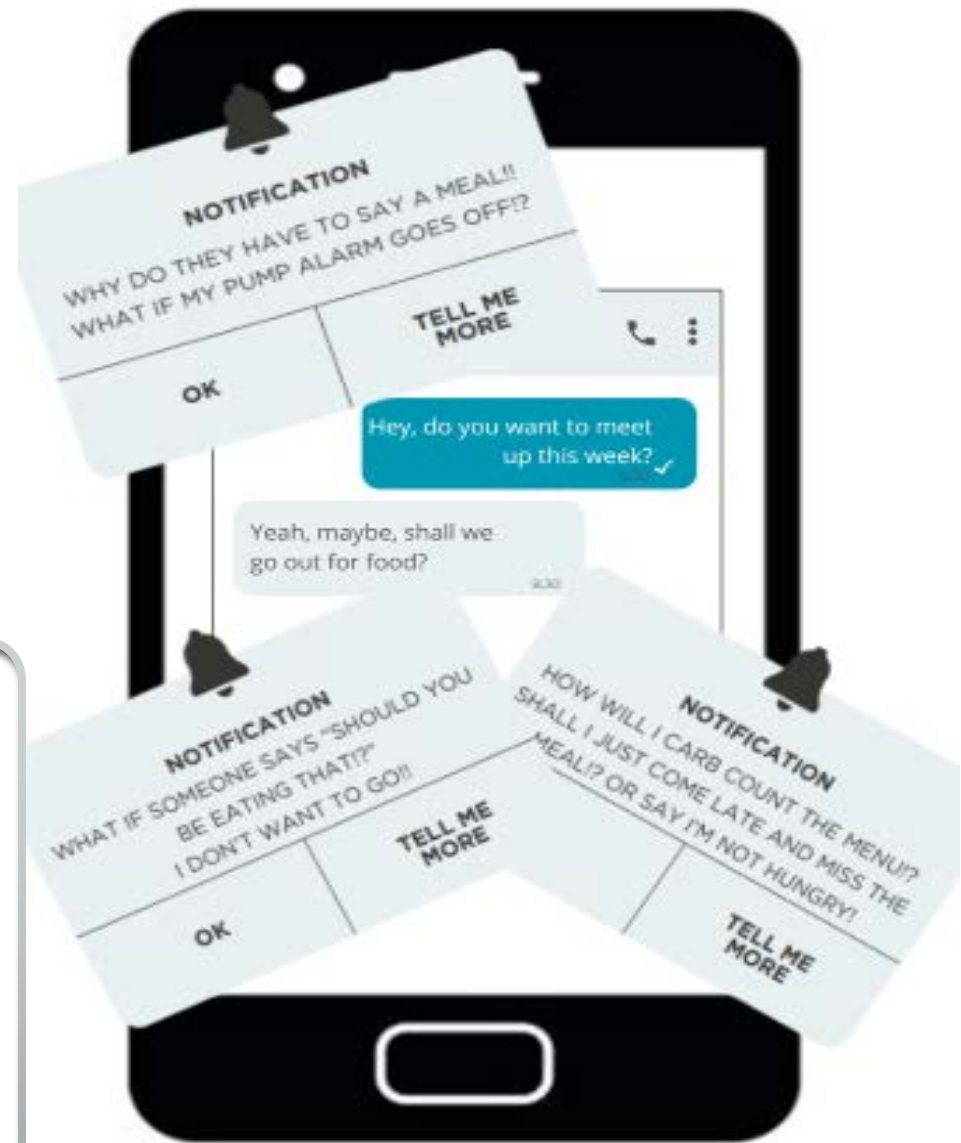 NOTIFICATION
WHY DO THEY HAVE TO SAY A MEAL!!
WHAT IF MY PUMP ALARM GOES OFF!?
OK
TELL ME
MORE
Hey, do you want to meet
up this week?
Yeah, maybe, shall we
go out for food?
NOTIFICATION
WHAT IF SOMEONE SAYS "SHOULD YOU
BE EATING THAT!?"
I DON'T WANT TO GO!!
OK
TELL ME
MORE
NOTIFICATION
HOW WILL I CARB COUNT THE MENU!?
SHALL I JUST COME LATE AND MISS THE
MEAL!? OR SAY I'M NOT HUNGRY!
TELL ME
MORE